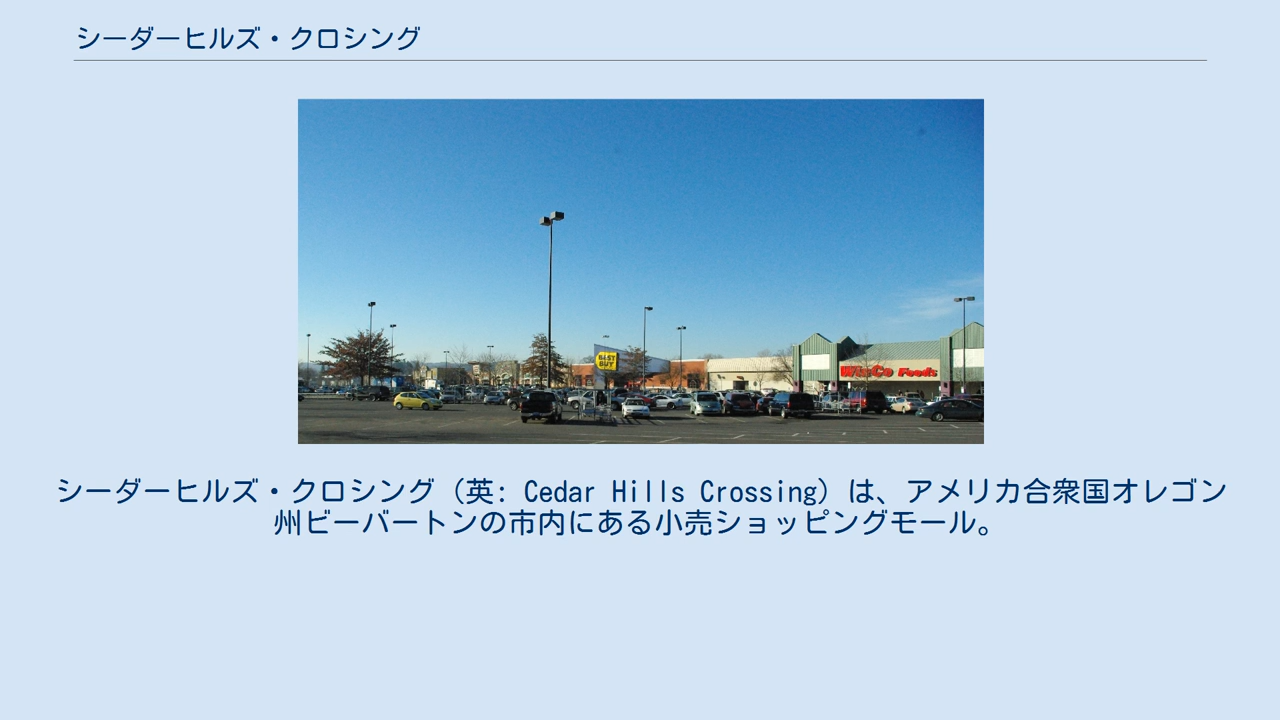 シーダーヒルズ・クロシング
BEST
BUY
WinCo Foods
シーダーヒルズ・クロシング（英: Cedar Hills Crossing）は、アメリカ合衆国オレゴン
州ビーバートンの市内にある小売ショッピングモール。